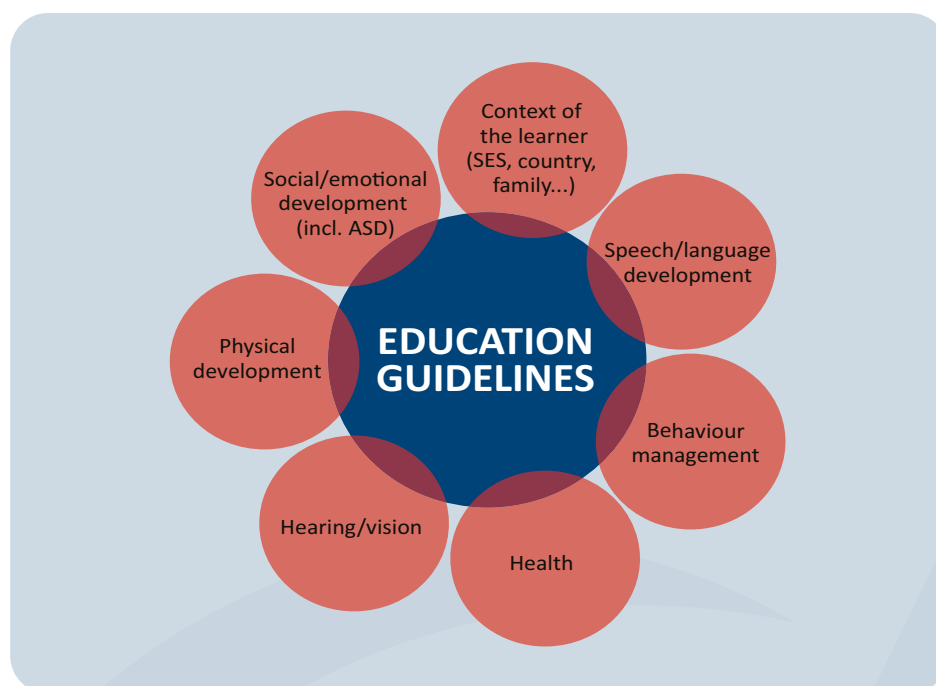 Context of
the learner
(SES, country,
family...)
Social/emotional
development
(incl. ASD)
Speech/language
development
EDUCATION
GUIDELINES
Physical
development
Behaviour
management
Hearing/vision
Health